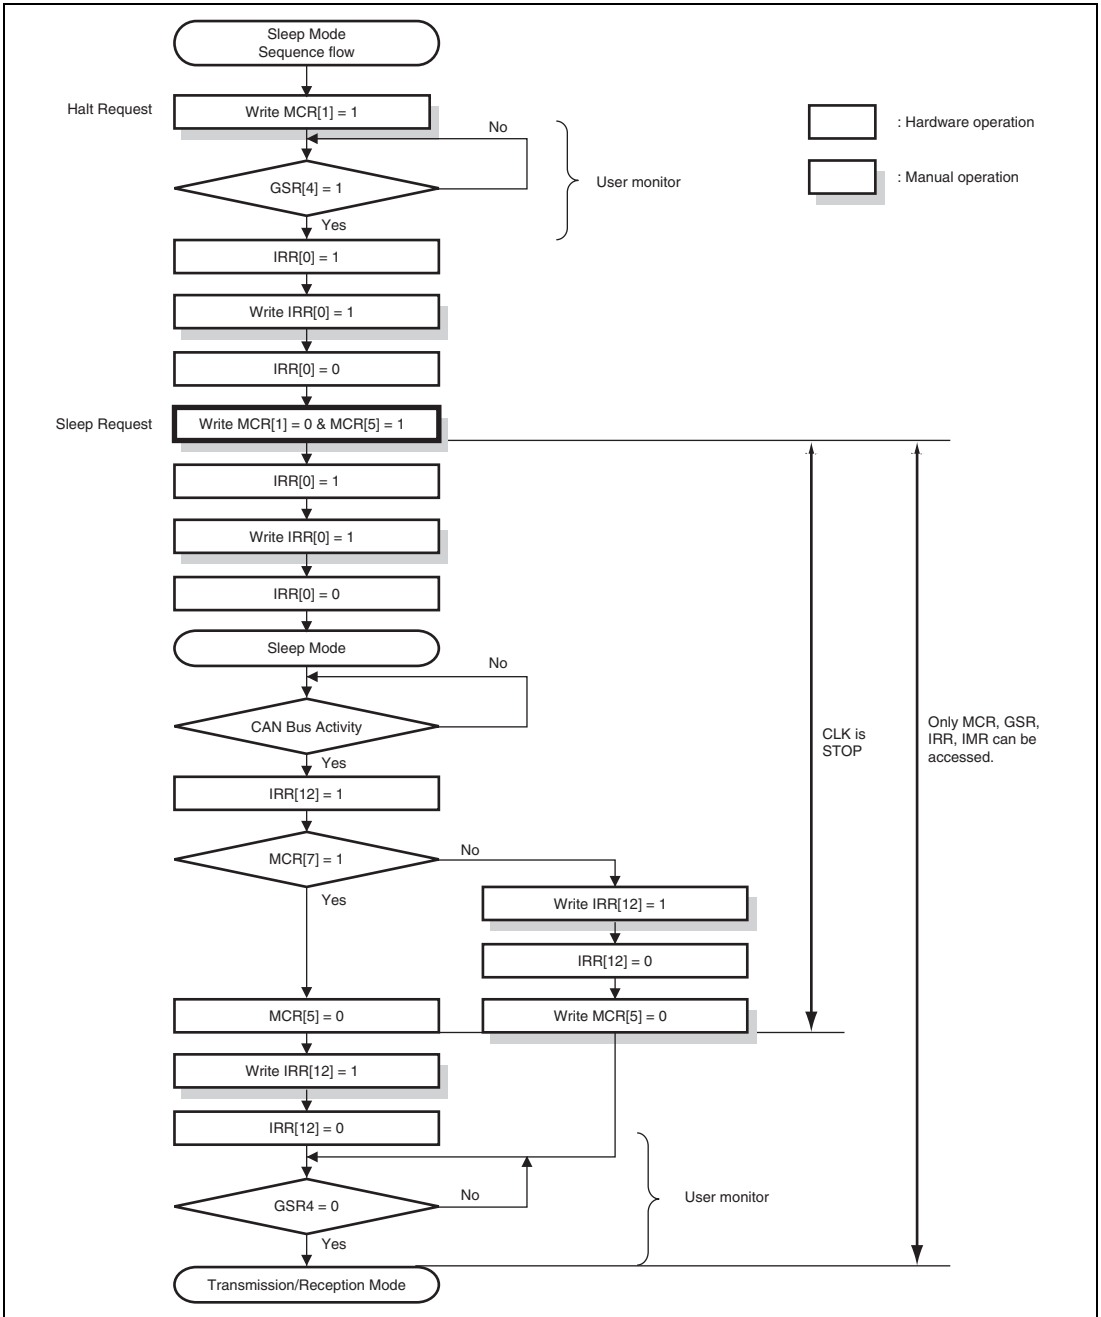 Sleep Mode
Sequence flow
Halt Request
Write MCR[1] = 1
No
GSR[4] = 1
User monitor
Yes
: Hardware operation
: Manual operation
IRR[0] = 1
Write IRR[0] = 1
IRR[0] = 0
Sleep Request
Write MCR[1] = 0 & MCR[5] = 1
IRR[0] = 1
Write IRR[0] = 1
IRR[0] = 0
Sleep Mode
No
CAN Bus Activity
Yes
CLK is
STOP
Only MCR, GSR,
IRR, IMR can be
accessed.
IRR[12] = 1
MCR[7] = 1
No
Yes
Write IRR[12] = 1
IRR[12] = 0
MCR[5] = 0
Write MCR[5] = 0
Write IRR[12] = 1
IRR[12] = 0
GSR4 = 0
No
User monitor
Yes
Transmission/Reception Mode